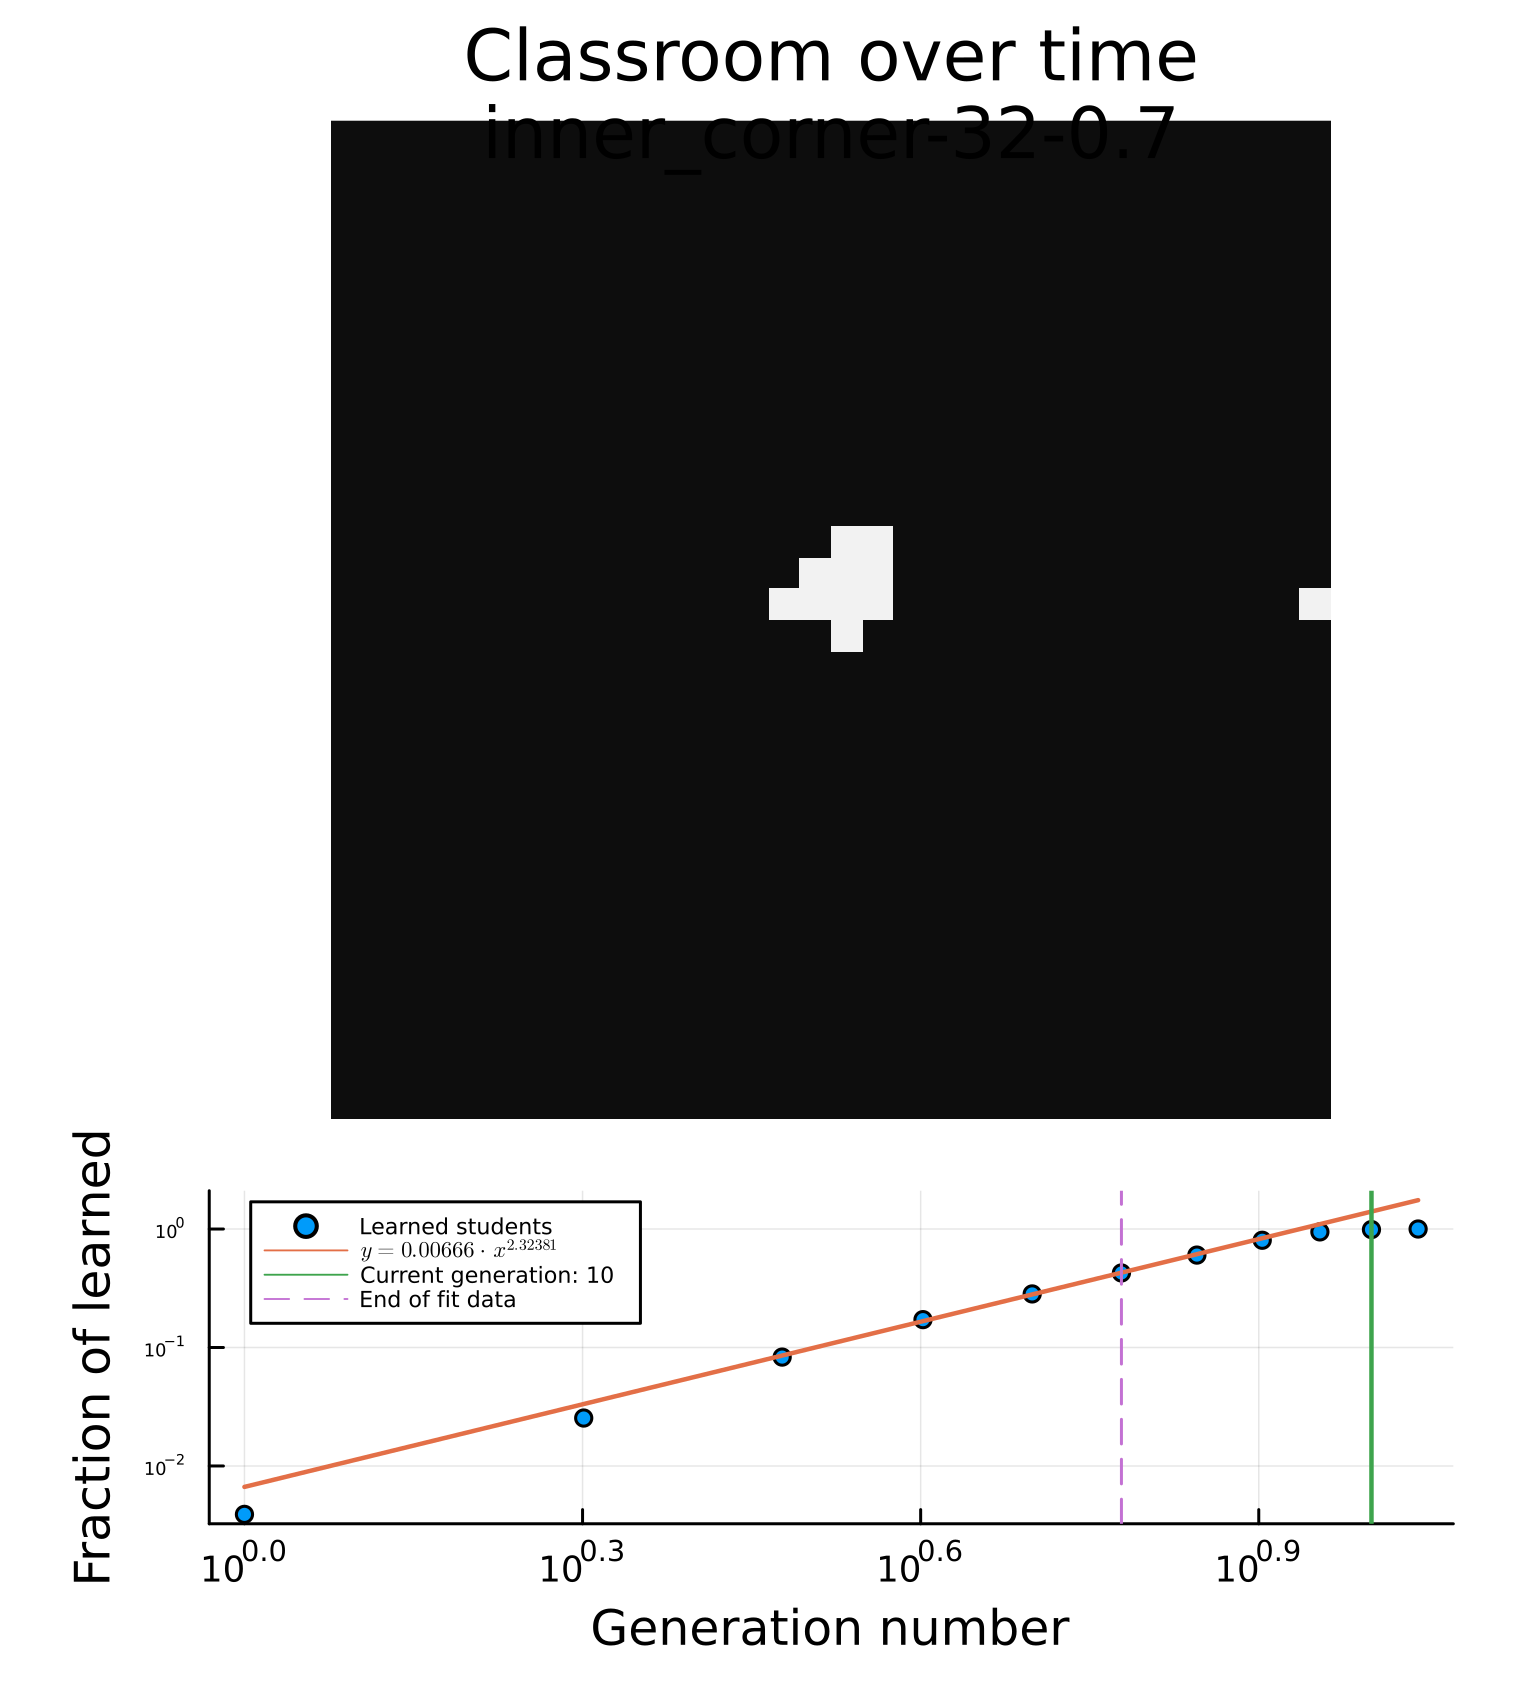 Classroom over time
inner_corner-32-0.7
Fraction of learned
10^0
10^-1
10^-2
Learned students
y = 0.00666 · x^2.32381
Current generation: 10
End of fit data
10^0.0
10^0.3
10^0.6
10^0.9
Generation number